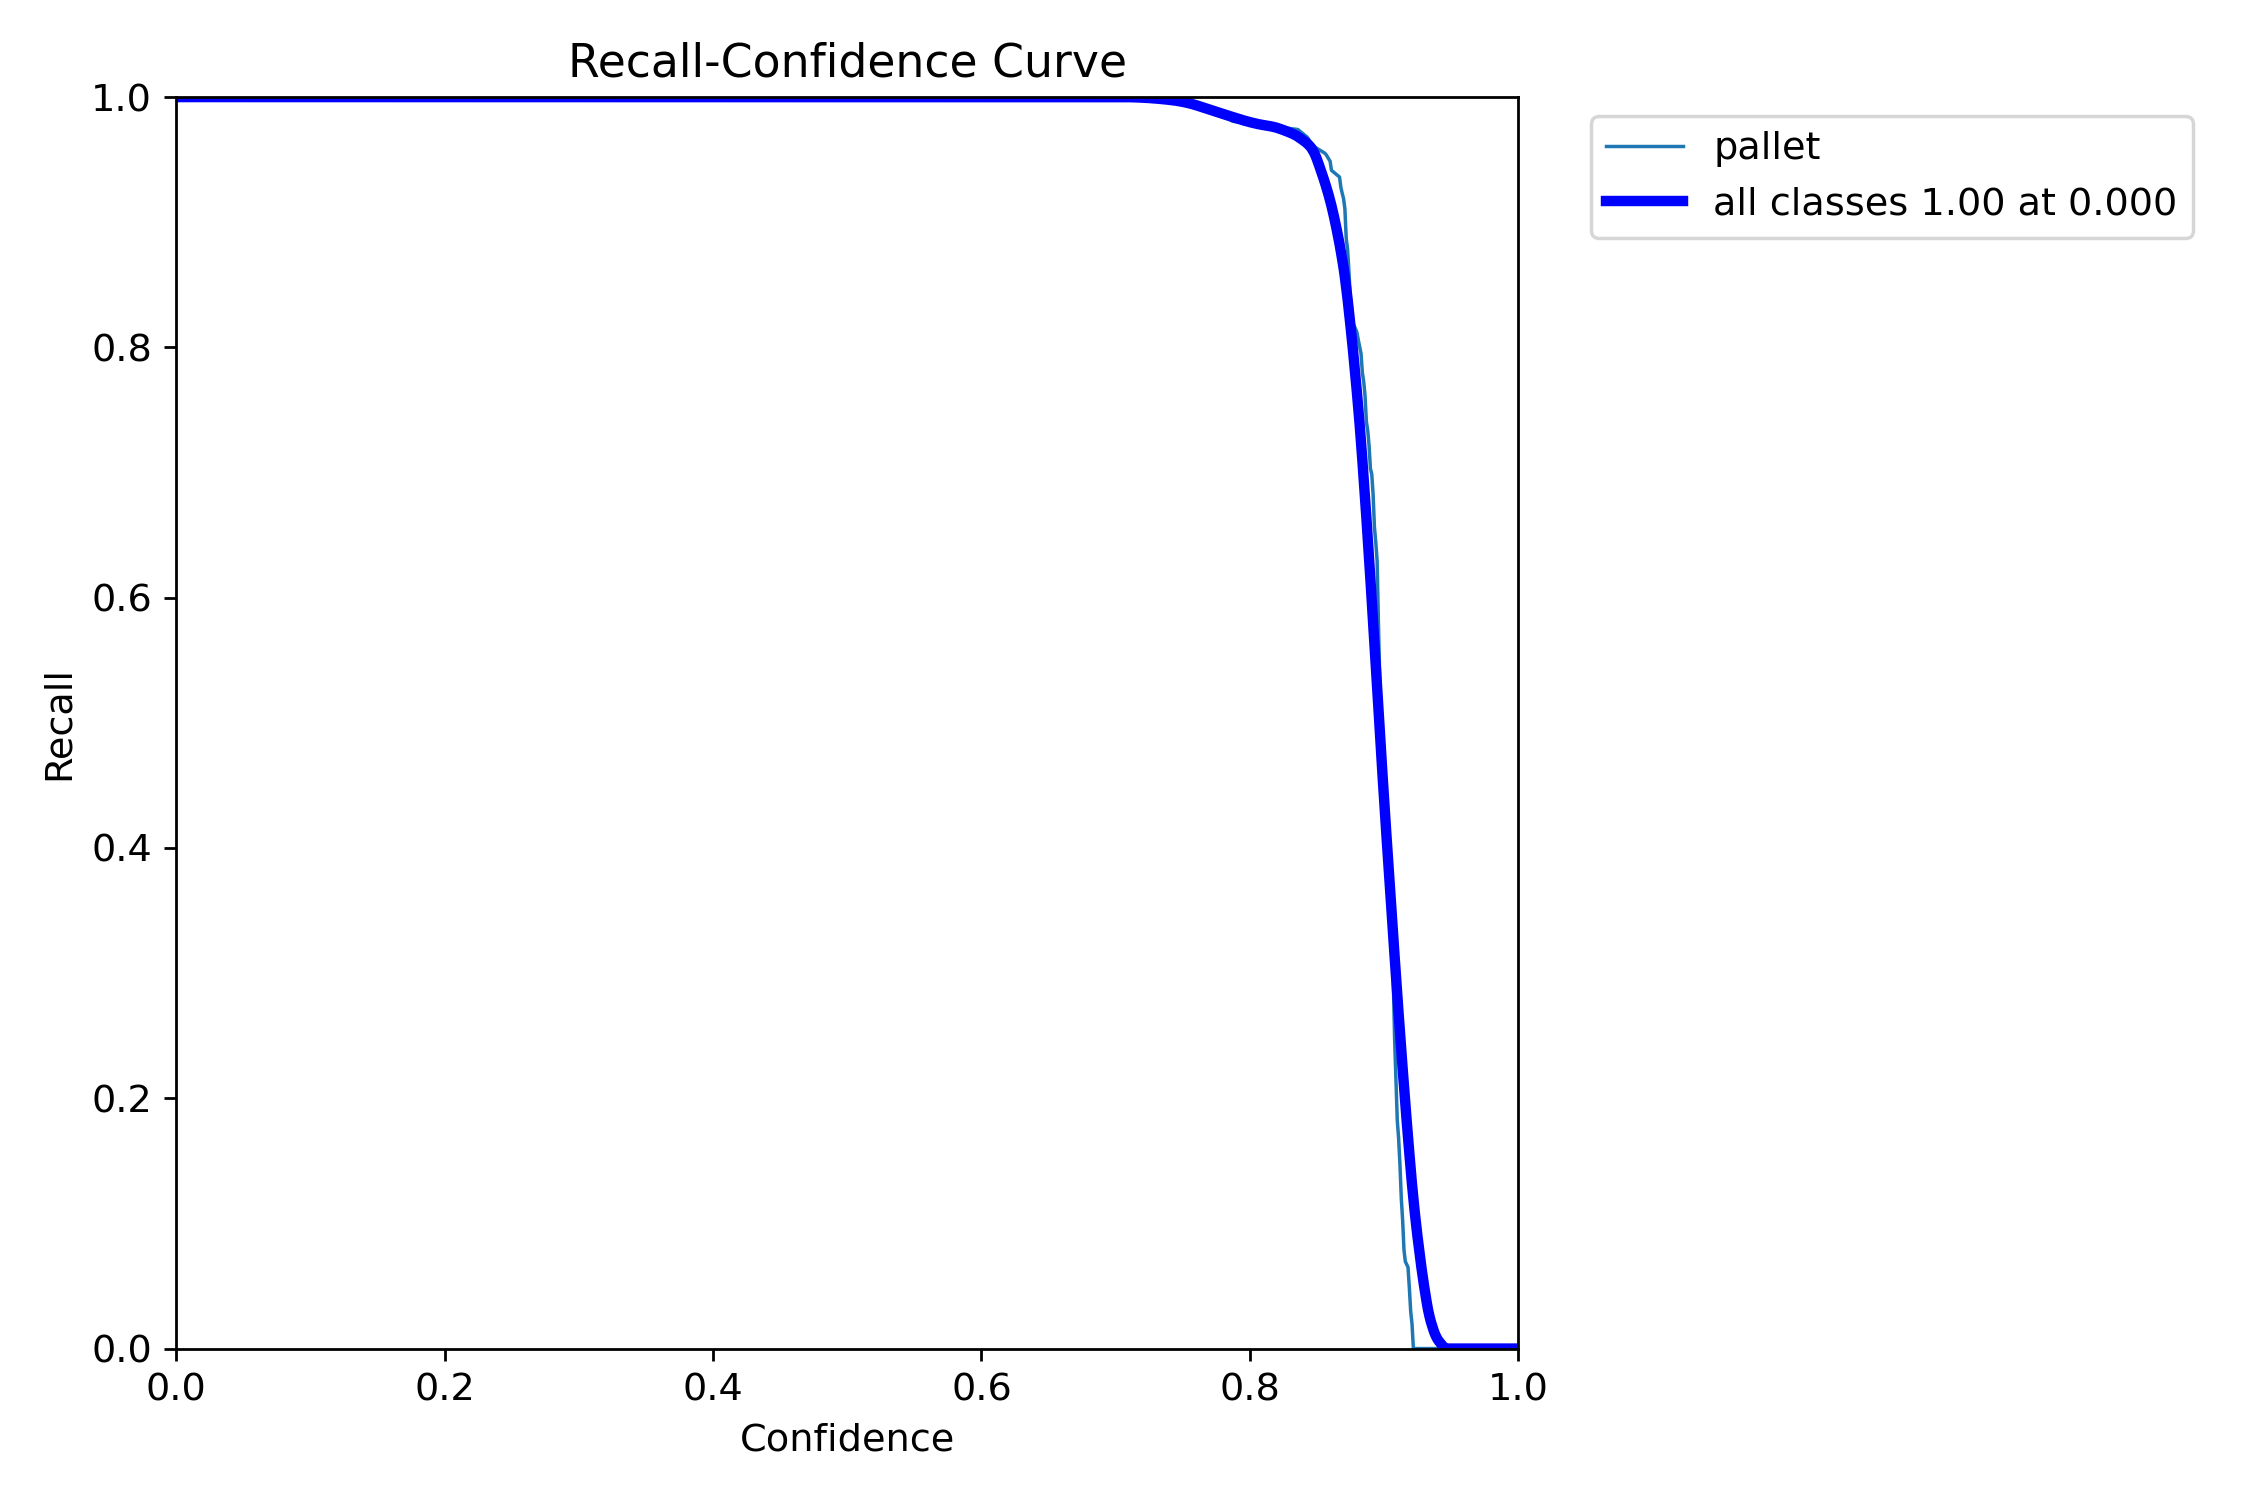 Recall-Confidence Curve
1.0
0.8
0.6
0.4
0.2
0.0
Recall
0.0 0.2 0.4 0.6 0.8 1.0
Confidence
pallet
all classes 1.00 at 0.000